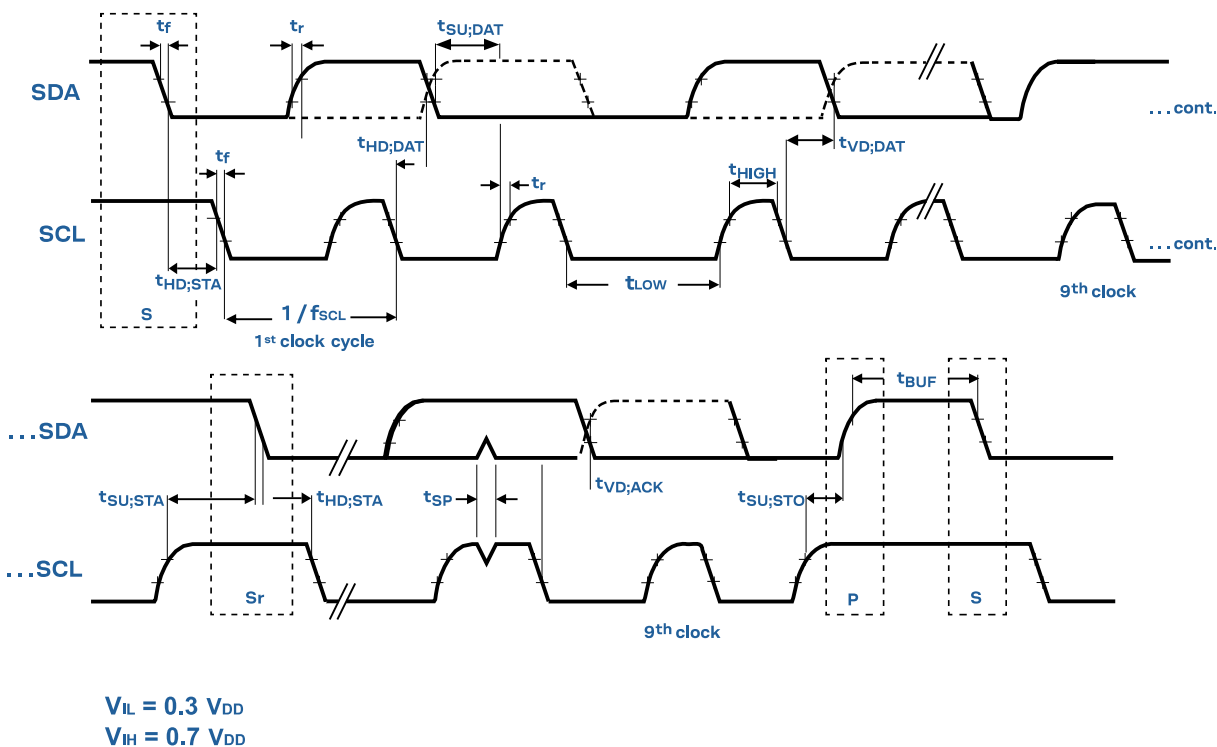 tf
tr
tSU;DAT
SDA
...cont.
tHD;DAT
tVD;DAT
tf
tr
tHIGH
SCL
...cont.
tHD;STA
tLOW
S
1 / fSCL
9th clock
1st clock cycle
tBUF
...SDA
tSU;STA
tHD;STA
tSP
tVD;ACK
tSU;STO
...SCL
Sr
P
S
9th clock
VIL = 0.3 VDD
VIH = 0.7 VDD